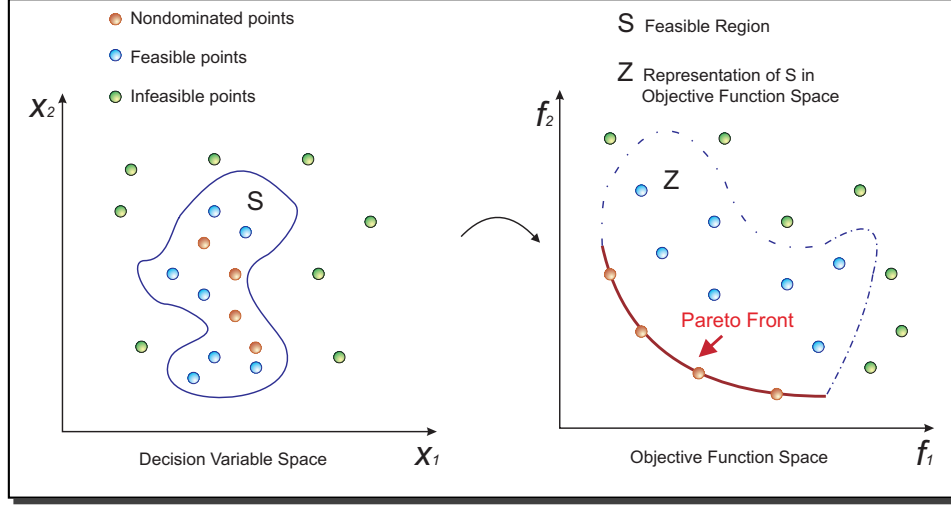 Nondominated points
Feasible points
Infeasible points
S Feasible Region
Z Representation of S in
Objective Function Space
X2
S
Decision Variable Space
X1
f2
Z
Pareto Front
Objective Function Space
f1